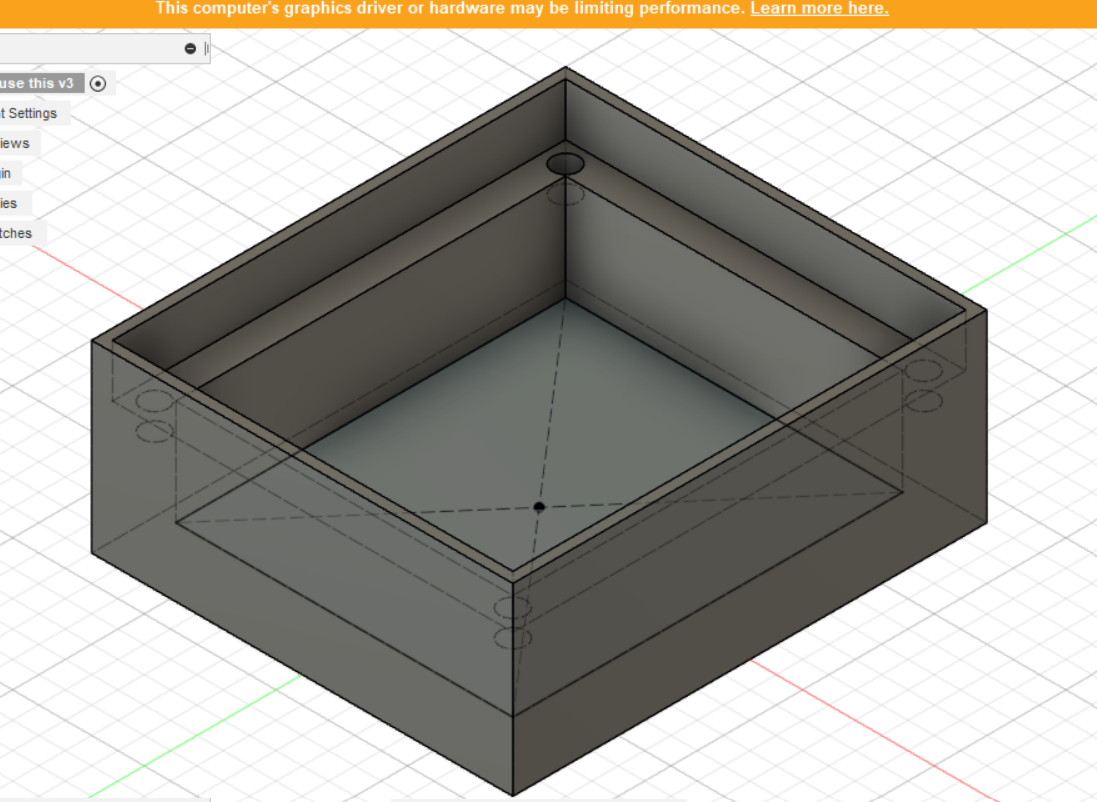 This computer's graphics driver or hardware may be limiting performance. Learn more here.
use this v3
t Settings
iews
in
ies
tches